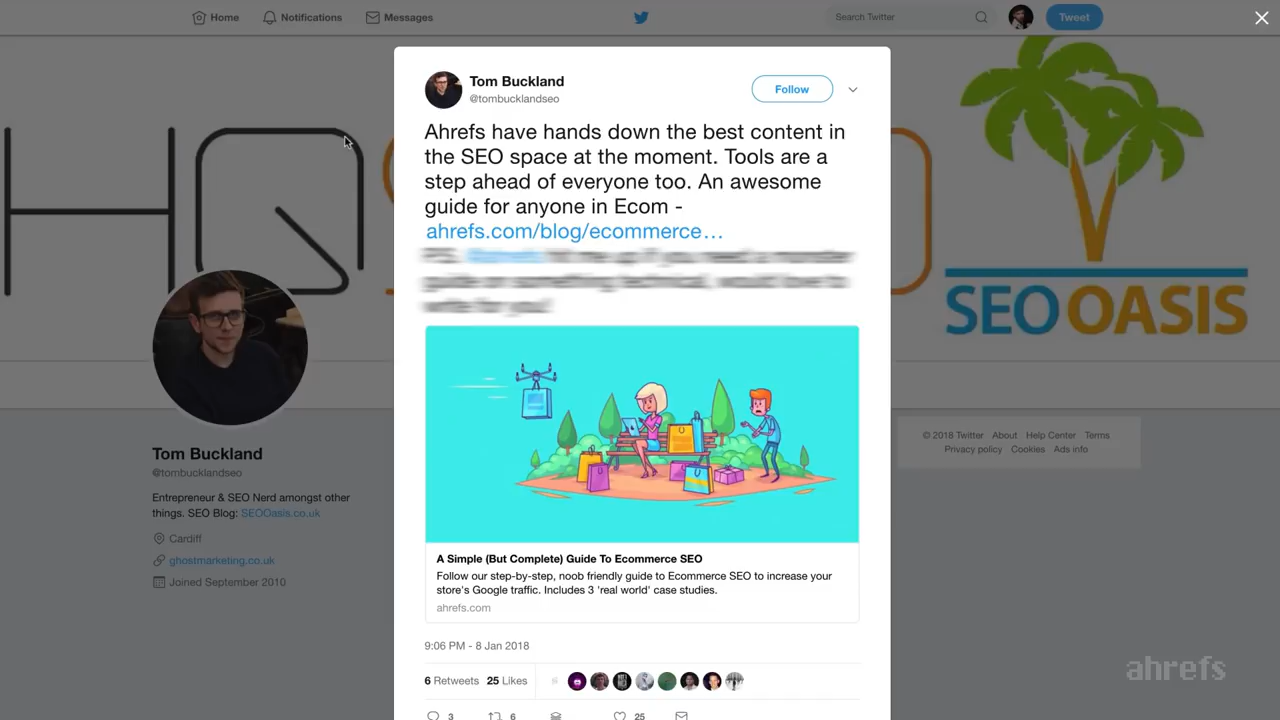 Home Notifications Messages Search Twitter Tweet
Tom Buckland
@tombucklandseo
Follow
Ahrefs have hands down the best content in
the SEO space at the moment. Tools are a
step ahead of everyone too. An awesome
guide for anyone in Ecom -
ahrefs.com/blog/ecommerce…
A Simple (But Complete) Guide To Ecommerce SEO
Follow our step-by-step, noob friendly guide to Ecommerce SEO to increase your
store's Google traffic. Includes 3 'real world' case studies.
ahrefs.com
9:06 PM - 8 Jan 2018
6 Retweets 25 Likes
3 6 25
SEO OASIS
Tom Buckland
@tombucklandseo
Entrepreneur & SEO Nerd amongst other
things. SEO Blog: SEOOasis.co.uk
Cardiff
ghostmarketing.co.uk
Joined September 2010
© 2018 Twitter About Help Center Terms
Privacy policy Cookies Ads info
ahrefs